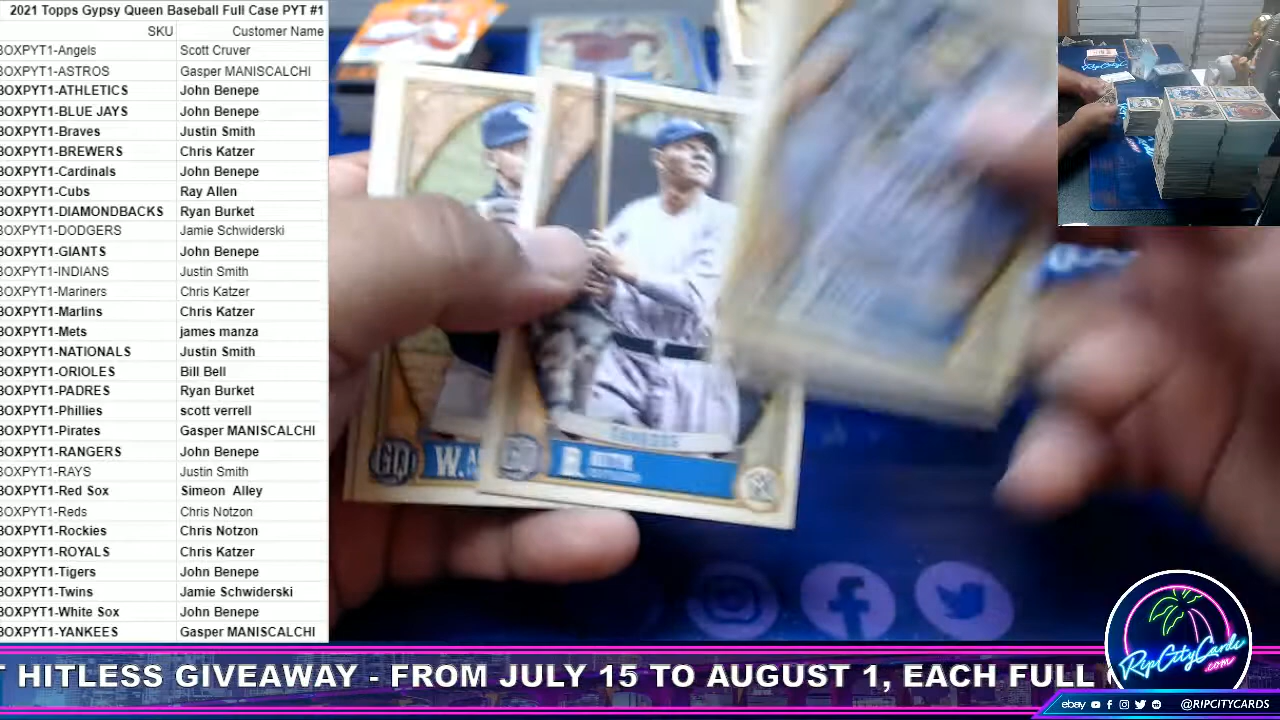 2021 Topps Gypsy Queen Baseball Full Case PYT #1
SKU Customer Name
BOXPYT1-Angels Scott Cruver
BOXPYT1-ASTROS Gasper MANISCALCHI
BOXPYT1-ATHLETICS John Benepe
BOXPYT1-BLUE JAYS John Benepe
BOXPYT1-Braves Justin Smith
BOXPYT1-BREWERS Chris Katzer
BOXPYT1-Cardinals John Benepe
BOXPYT1-Cubs Ray Allen
BOXPYT1-DIAMONDBACKS Ryan Burket
BOXPYT1-DODGERS Jamie Schwiderski
BOXPYT1-GIANTS John Benepe
BOXPYT1-INDIANS Justin Smith
BOXPYT1-Mariners Chris Katzer
BOXPYT1-Marlins Chris Katzer
BOXPYT1-Mets james manza
BOXPYT1-NATIONALS Justin Smith
BOXPYT1-ORIOLES Bill Bell
BOXPYT1-PADRES Ryan Burket
BOXPYT1-Phillies scott verrell
BOXPYT1-Pirates Gasper MANISCALCHI
BOXPYT1-RANGERS John Benepe
BOXPYT1-RAYS Justin Smith
BOXPYT1-Red Sox Simeon Alley
BOXPYT1-Reds Chris Notzon
BOXPYT1-Rockies Chris Notzon
BOXPYT1-ROYALS Chris Katzer
BOXPYT1-Tigers John Benepe
BOXPYT1-Twins Jamie Schwiderski
BOXPYT1-White Sox John Benepe
BOXPYT1-YANKEES Gasper MANISCALCHI
GQ W.
GQ B. RUTH
HITLESS GIVEAWAY - FROM JULY 15 TO AUGUST 1, EACH FULL
RipCityCards
.com
ebay @RIPCITYCARDS